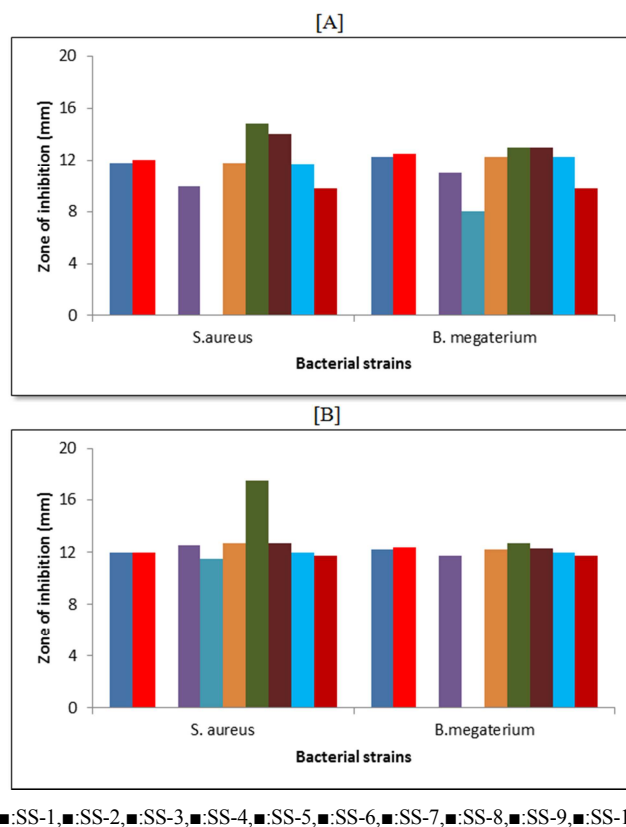 [A]
20
16
12
8
4
0
Zone of inhibition (mm)
S.aureus
B. megaterium
Bacterial strains
[B]
20
16
12
8
4
0
Zone of inhibition (mm)
S. aureus
B.megaterium
Bacterial strains
■:SS-1,■:SS-2,■:SS-3,■:SS-4,■:SS-5,■:SS-6,■:SS-7,■:SS-8,■:SS-9,■:SS-1